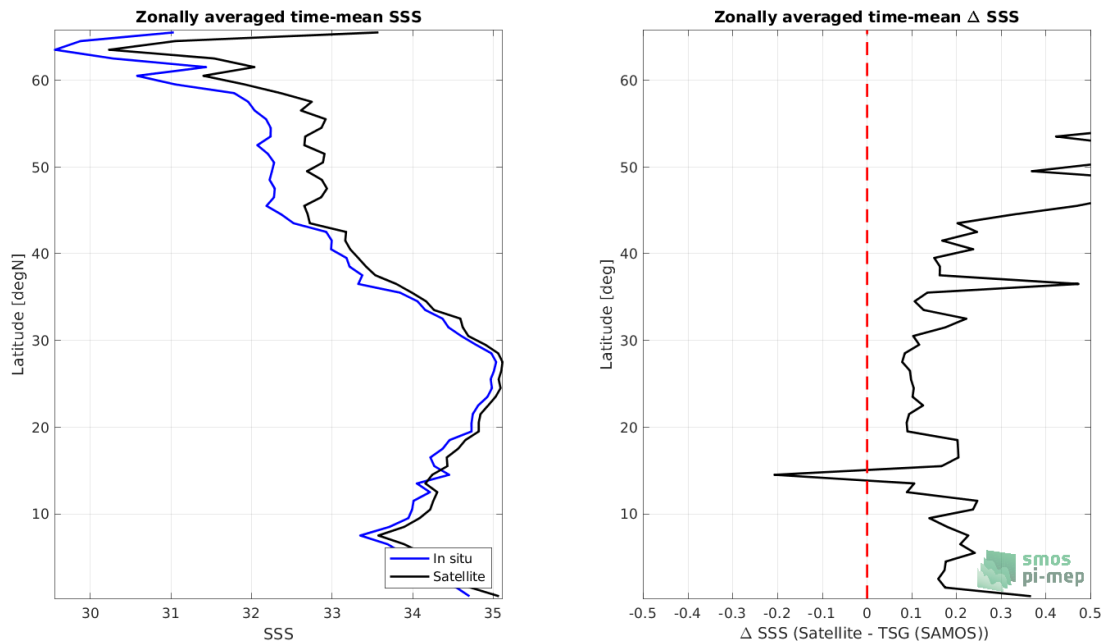 Zonally averaged time-mean SSS
60
50
40
30
20
10
Latitude [degN]
30
31
32
33
34
35
SSS
In situ
Satellite
Zonally averaged time-mean Δ SSS
60
50
40
30
20
10
Latitude [deg]
-0.5
-0.4
-0.3
-0.2
-0.1
0
0.1
0.2
0.3
0.4
0.5
Δ SSS (Satellite - TSG (SAMOS))
smos
pi-mep